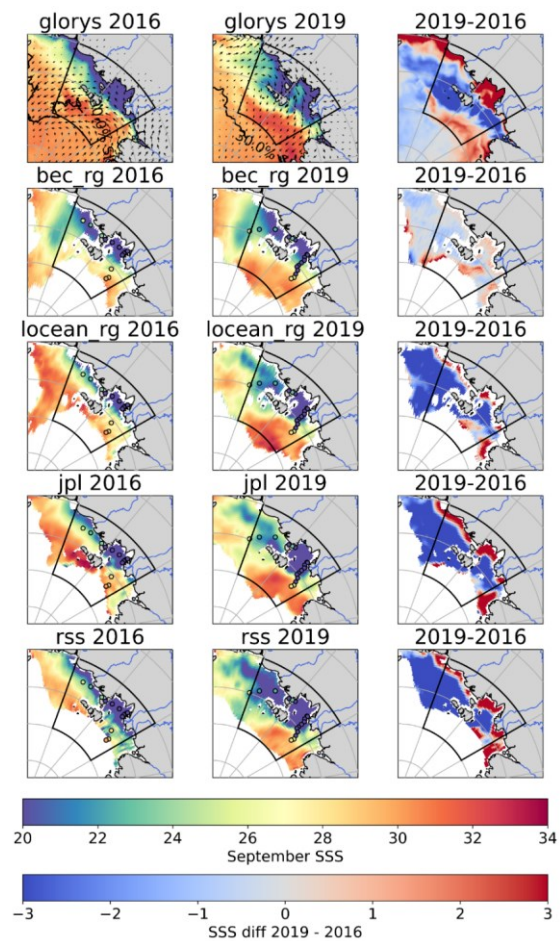 glorys 2016 glorys 2019 2019-2016
bec_rg 2016 bec_rg 2019 2019-2016
locean_rg 2016 locean_rg 2019 2019-2016
jpl 2016 jpl 2019 2019-2016
rss 2016 rss 2019 2019-2016
20 22 24 26 28 30 32 34
September SSS
−3 −2 −1 0 1 2 3
SSS diff 2019 - 2016